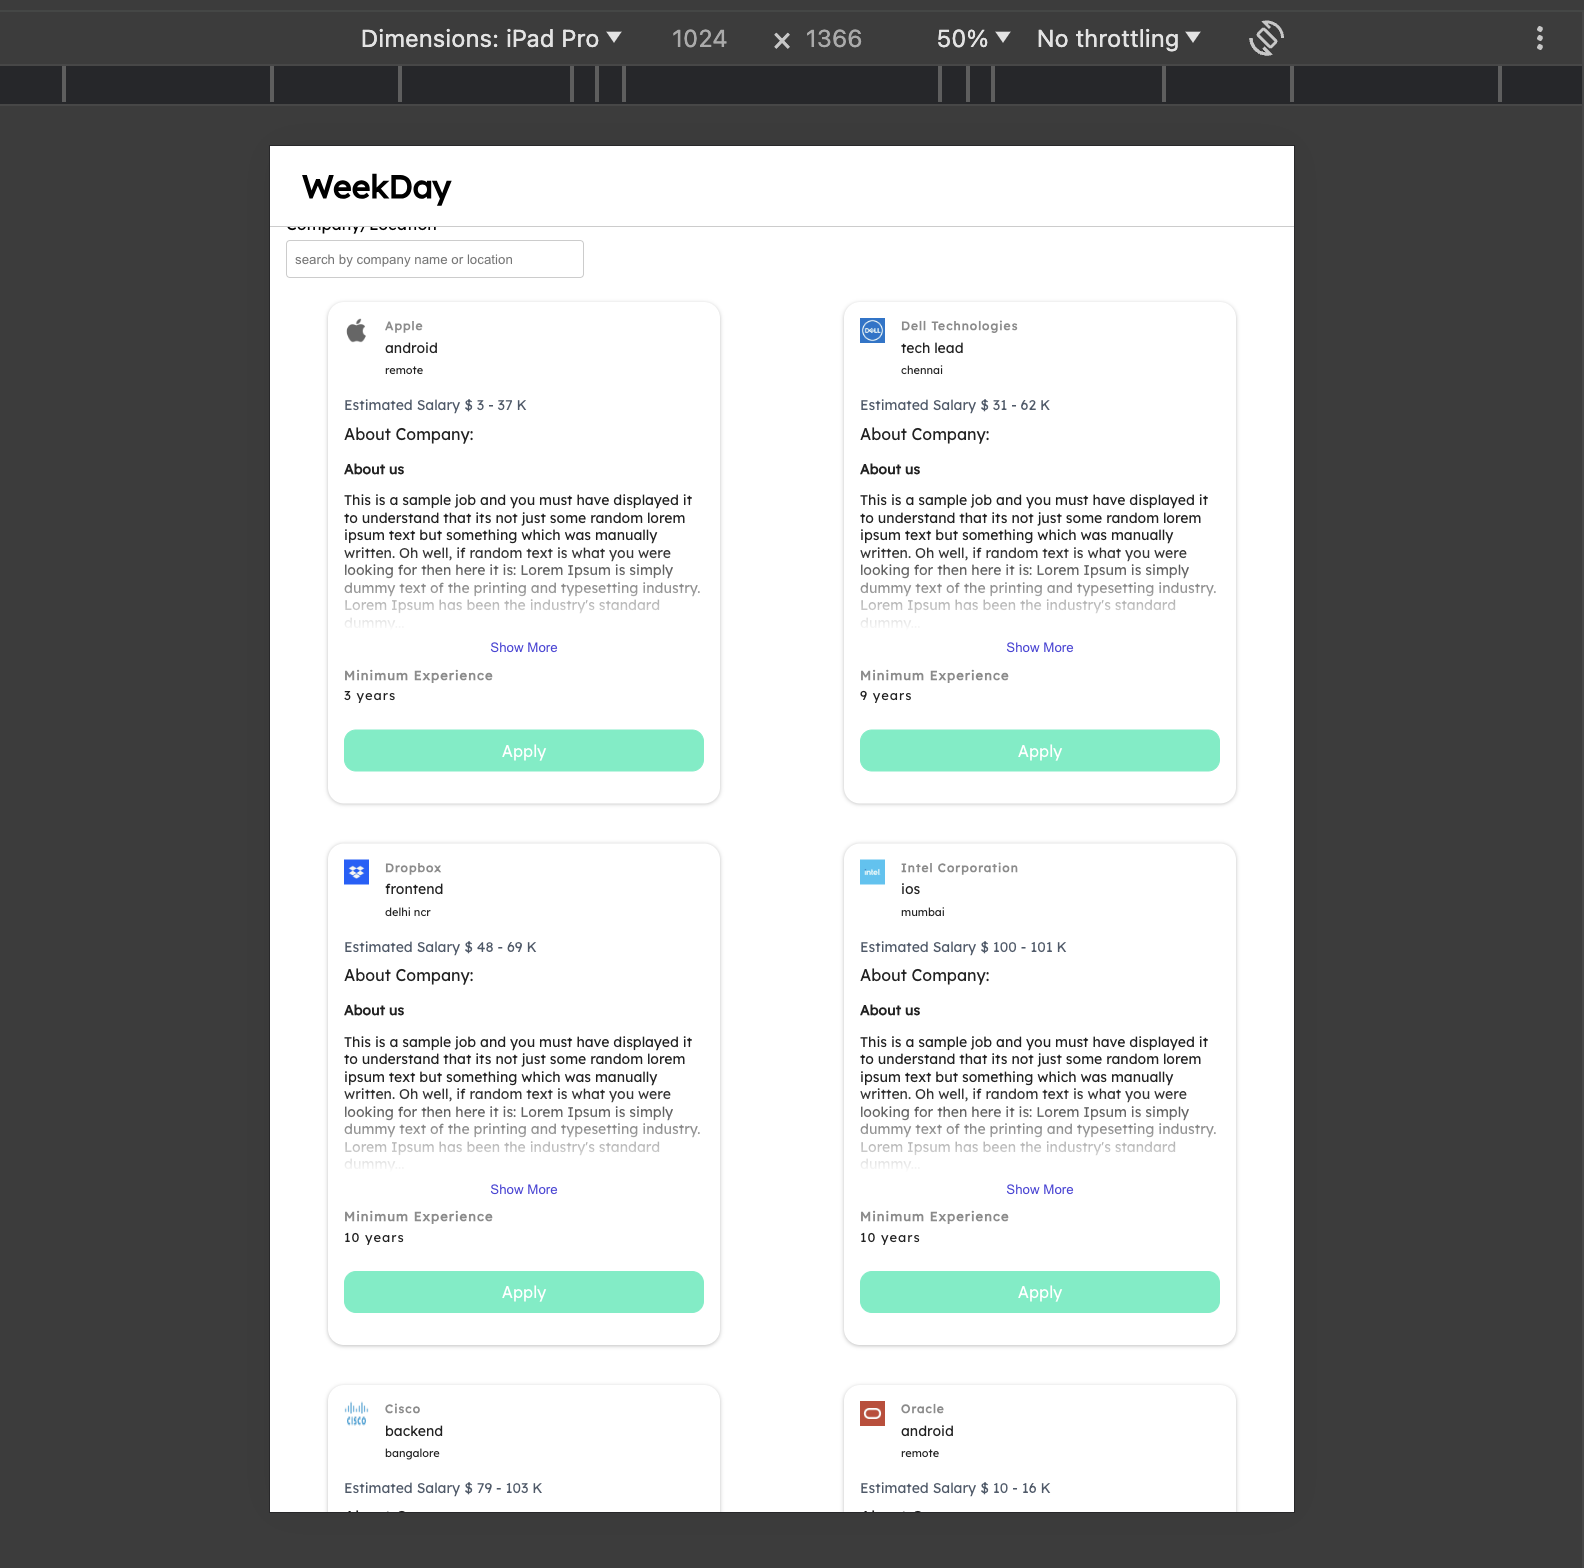 Dimensions: iPad Pro ▼ 1024 × 1366 50% ▼ No throttling ▼
WeekDay
Company/Location
search by company name or location
Apple
android
remote
Estimated Salary $ 3 - 37 K
About Company:
About us
This is a sample job and you must have displayed it
to understand that its not just some random lorem
ipsum text but something which was manually
written. Oh well, if random text is what you were
looking for then here it is: Lorem Ipsum is simply
dummy text of the printing and typesetting industry.
Lorem Ipsum has been the industry's standard
dummy...
Show More
Minimum Experience
3 years
Apply
DELL
Dell Technologies
tech lead
chennai
Estimated Salary $ 31 - 62 K
About Company:
About us
This is a sample job and you must have displayed it
to understand that its not just some random lorem
ipsum text but something which was manually
written. Oh well, if random text is what you were
looking for then here it is: Lorem Ipsum is simply
dummy text of the printing and typesetting industry.
Lorem Ipsum has been the industry's standard
dummy...
Show More
Minimum Experience
9 years
Apply
Dropbox
frontend
delhi ncr
Estimated Salary $ 48 - 69 K
About Company:
About us
This is a sample job and you must have displayed it
to understand that its not just some random lorem
ipsum text but something which was manually
written. Oh well, if random text is what you were
looking for then here it is: Lorem Ipsum is simply
dummy text of the printing and typesetting industry.
Lorem Ipsum has been the industry's standard
dummy...
Show More
Minimum Experience
10 years
Apply
intel
Intel Corporation
ios
mumbai
Estimated Salary $ 100 - 101 K
About Company:
About us
This is a sample job and you must have displayed it
to understand that its not just some random lorem
ipsum text but something which was manually
written. Oh well, if random text is what you were
looking for then here it is: Lorem Ipsum is simply
dummy text of the printing and typesetting industry.
Lorem Ipsum has been the industry's standard
dummy...
Show More
Minimum Experience
10 years
Apply
CISCO
Cisco
backend
bangalore
Estimated Salary $ 79 - 103 K
Oracle
android
remote
Estimated Salary $ 10 - 16 K